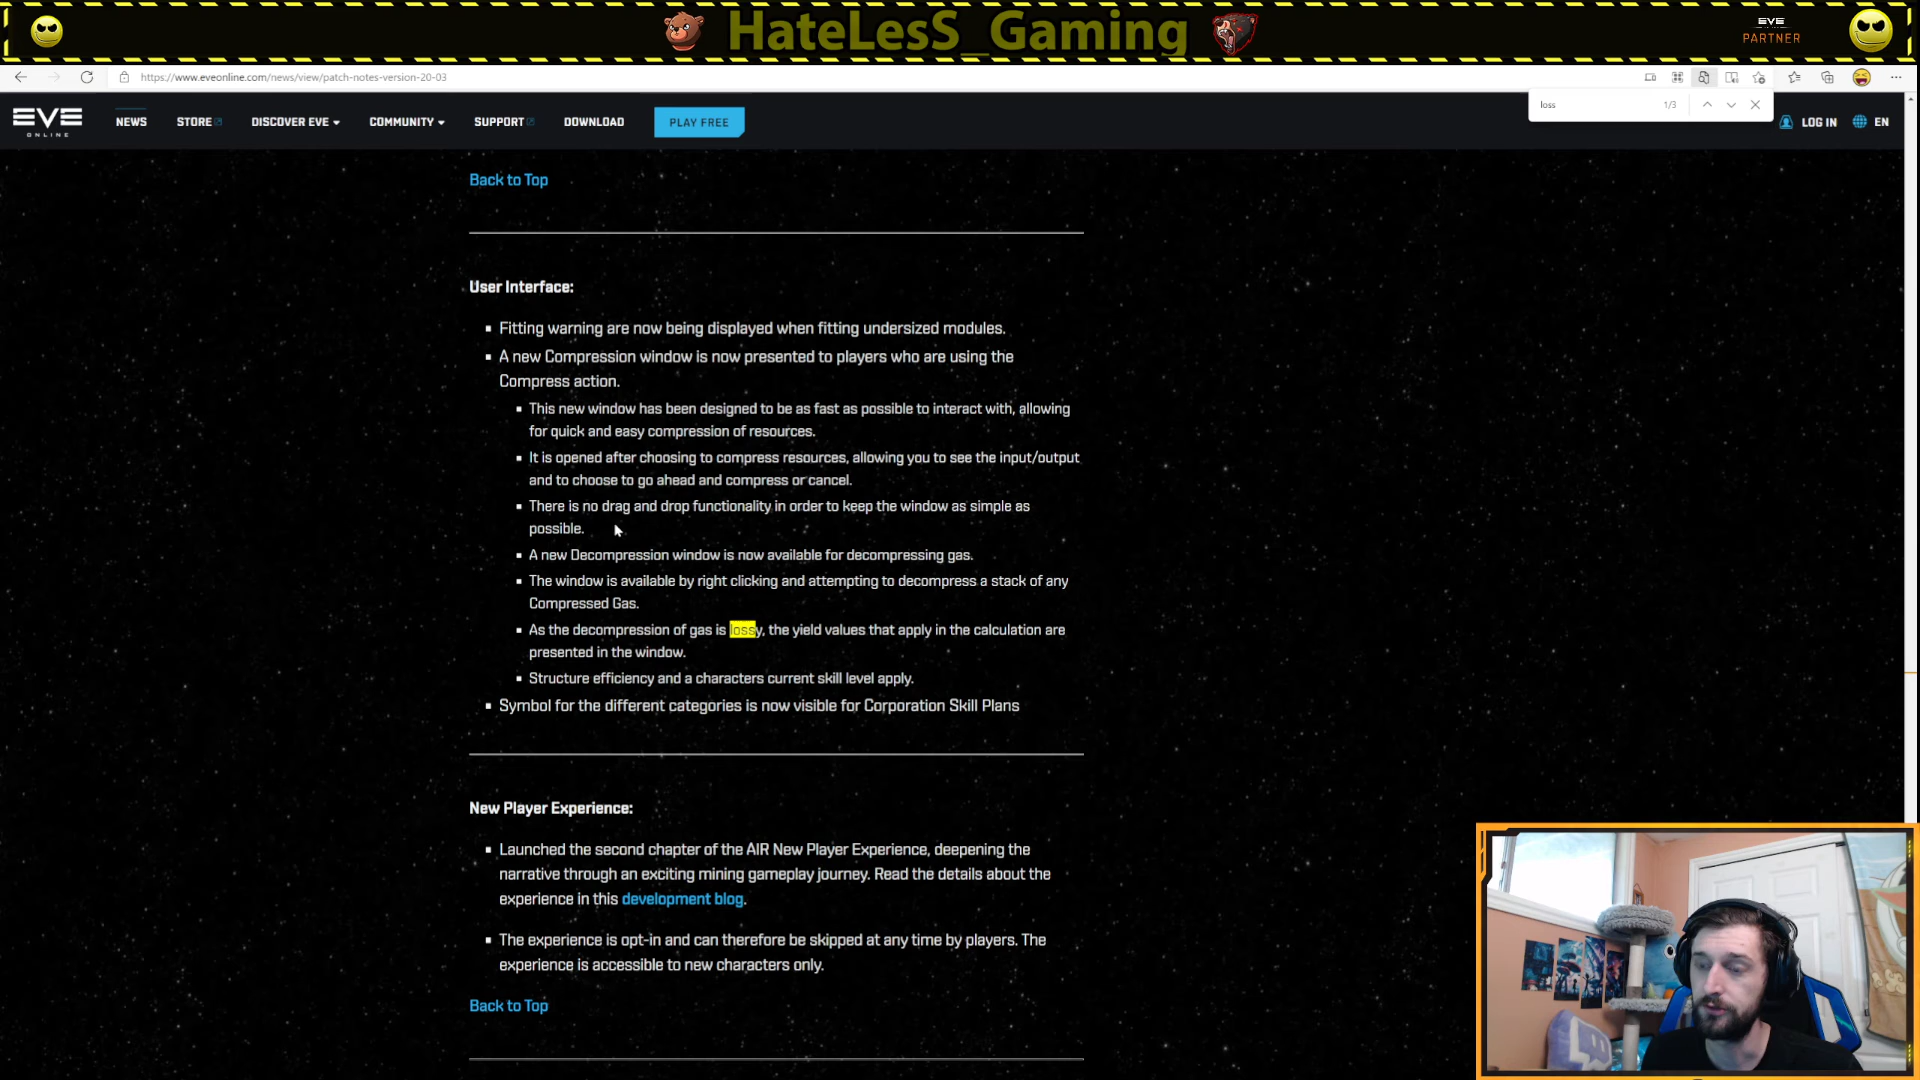 HateLesS_Gaming
EVE
PARTNER
https://www.eveonline.com/news/view/patch-notes-version-20-03
loss 1/3
EVE
ONLINE
NEWS STORE DISCOVER EVE COMMUNITY SUPPORT DOWNLOAD PLAY FREE LOG IN EN
Back to Top
User Interface:
Fitting warning are now being displayed when fitting undersized modules.
A new Compression window is now presented to players who are using the
Compress action.
This new window has been designed to be as fast as possible to interact with, allowing
for quick and easy compression of resources.
It is opened after choosing to compress resources, allowing you to see the input/output
and to choose to go ahead and compress or cancel.
There is no drag and drop functionality in order to keep the window as simple as
possible.
A new Decompression window is now available for decompressing gas.
The window is available by right clicking and attempting to decompress a stack of any
Compressed Gas.
As the decompression of gas is lossy, the yield values that apply in the calculation are
presented in the window.
Structure efficiency and a characters current skill level apply.
Symbol for the different categories is now visible for Corporation Skill Plans
New Player Experience:
Launched the second chapter of the AIR New Player Experience, deepening the
narrative through an exciting mining gameplay journey. Read the details about the
experience in this development blog.
The experience is opt-in and can therefore be skipped at any time by players. The
experience is accessible to new characters only.
Back to Top